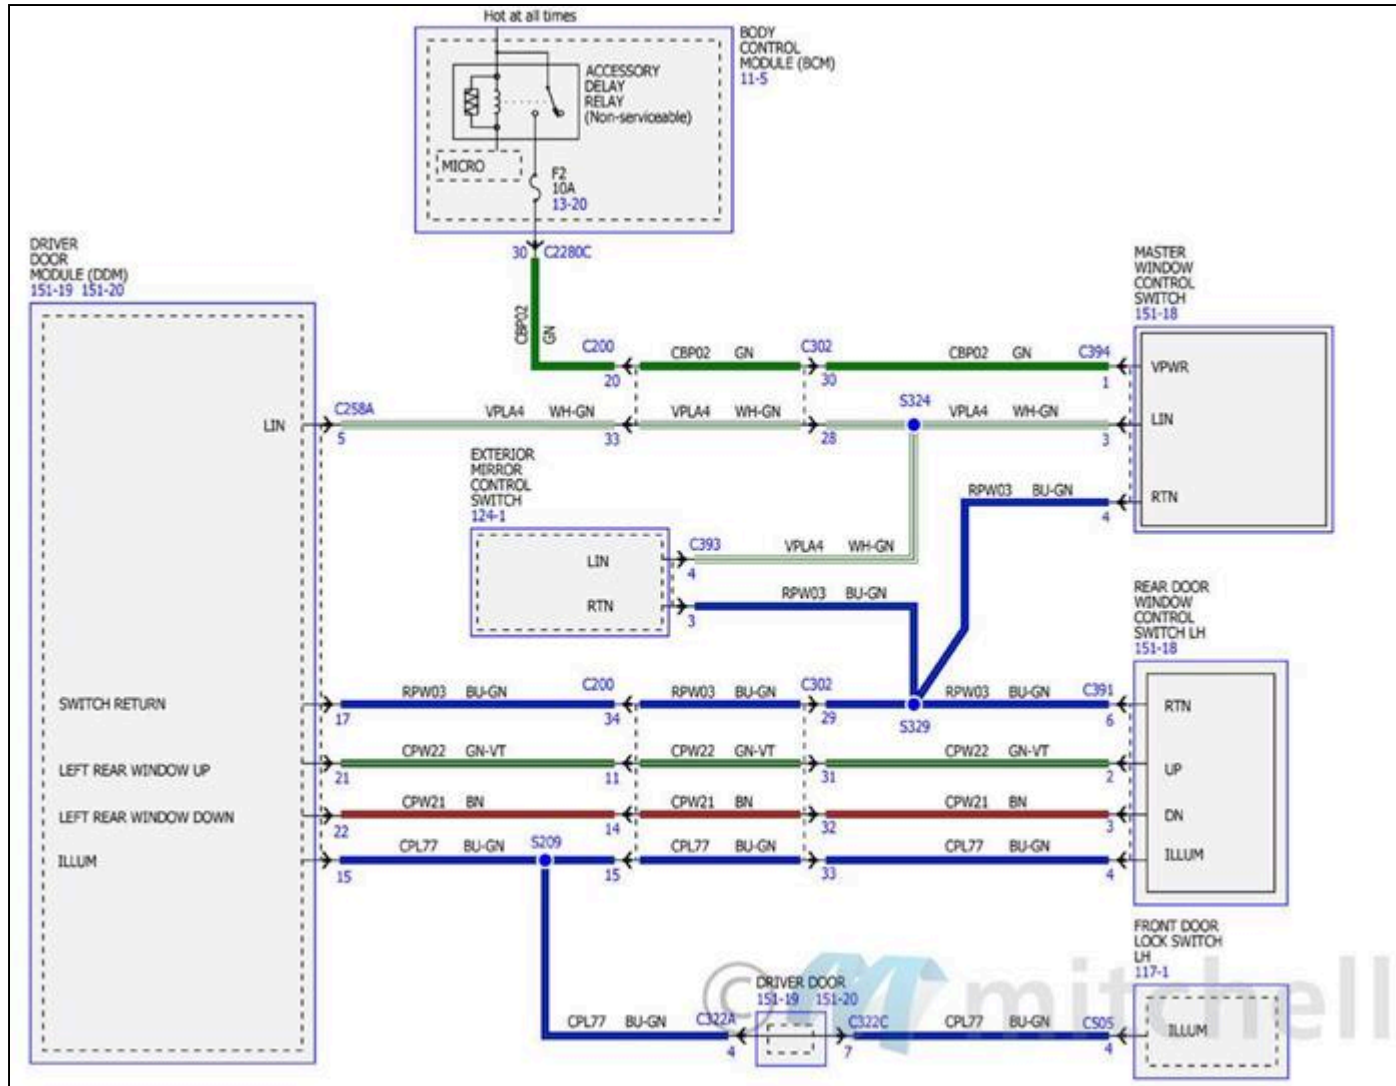 Hot at all times
BODY
CONTROL
MODULE (BCM)
11-5
ACCESSORY
DELAY
RELAY
(Non-serviceable)
MICRO
F2
10A
13-20
30 C2280C
CBP02
GN
DRIVER
DOOR
MODULE (DDM)
151-19 151-20
MASTER
WINDOW
CONTROL
SWITCH
151-18
C200 CBP02 GN C302 CBP02 GN C394
20 30 1 VPWR
LIN C258A VPLA4 WH-GN VPLA4 WH-GN S324 VPLA4 WH-GN LIN
5 33 28 3
EXTERIOR
MIRROR
CONTROL
SWITCH
124-1
RPW03 BU-GN RTN
4
LIN C393 VPLA4 WH-GN
4
RTN RPW03 BU-GN
3
REAR DOOR
WINDOW
CONTROL
SWITCH LH
151-18
SWITCH RETURN RPW03 BU-GN C200 RPW03 BU-GN C302 RPW03 BU-GN C391 RTN
17 34 29 S329 6
LEFT REAR WINDOW UP CPW22 GN-VT CPW22 GN-VT CPW22 GN-VT UP
21 11 31 2
LEFT REAR WINDOW DOWN CPW21 BN CPW21 BN CPW21 BN DN
22 14 32 3
ILLUM CPL77 BU-GN S209 CPL77 BU-GN CPL77 BU-GN ILLUM
15 15 33 4
FRONT DOOR
LOCK SWITCH
LH
117-1
DRIVER DOOR
151-19 151-20
CPL77 BU-GN C322A C322C CPL77 BU-GN C505 ILLUM
4 7 4
© mitchell